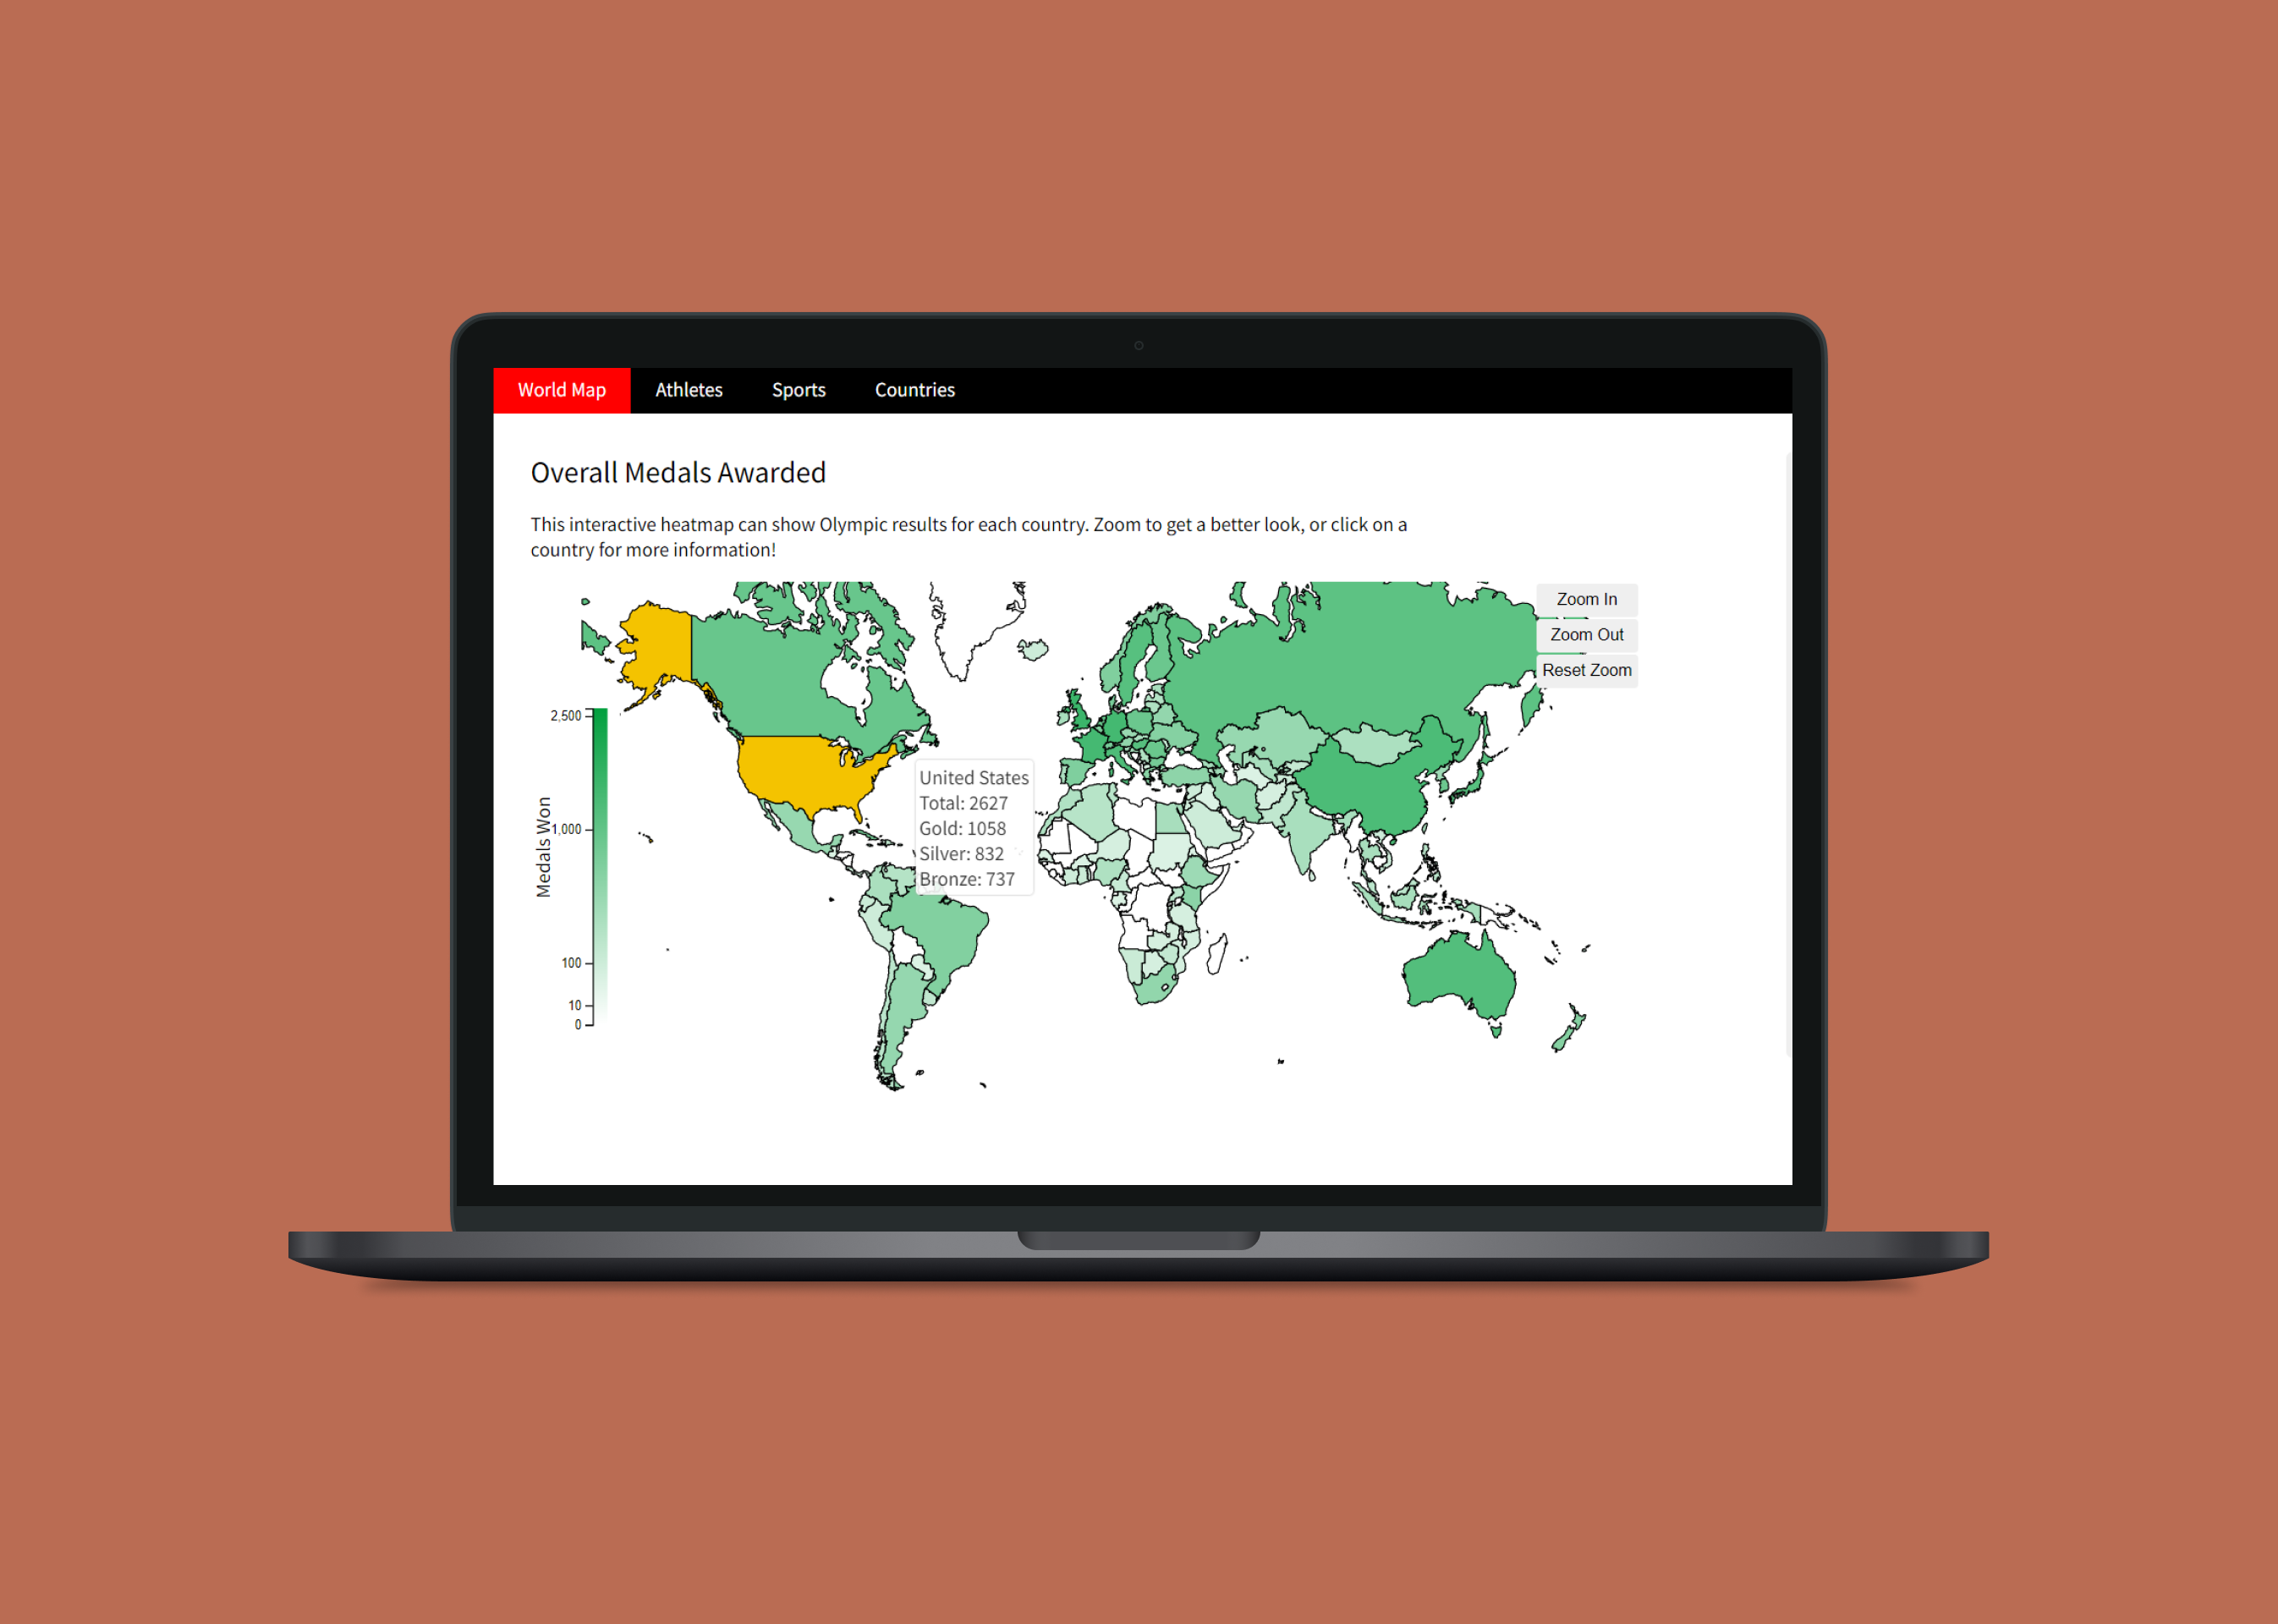 World Map
Athletes
Sports
Countries
Overall Medals Awarded
This interactive heatmap can show Olympic results for each country. Zoom to get a better look, or click on a
country for more information!
Zoom In
Zoom Out
Reset Zoom
2,500
1,000
100
10
0
Medals Won
United States
Total: 2627
Gold: 1058
Silver: 832
Bronze: 737